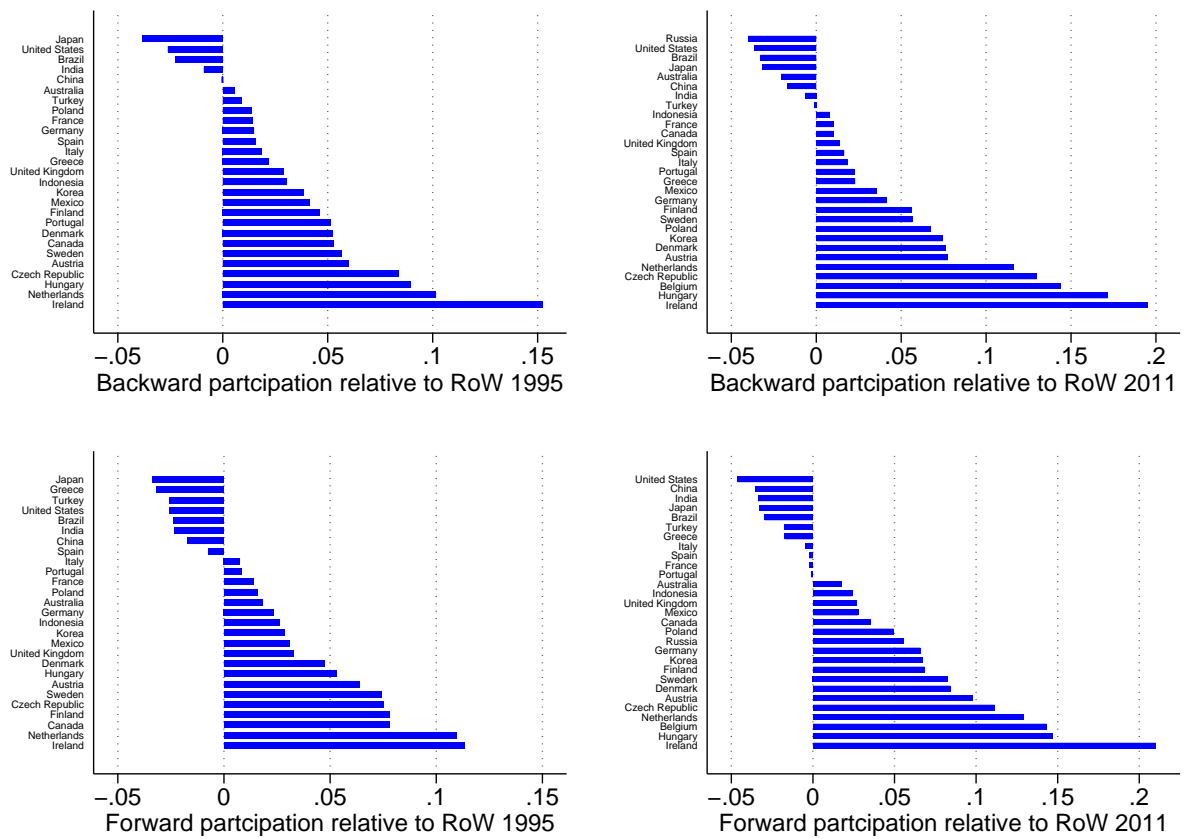 Japan
United States
Brazil
India
China
Australia
Turkey
Poland
France
Germany
Spain
Italy
Greece
United Kingdom
Indonesia
Korea
Mexico
Finland
Portugal
Denmark
Canada
Sweden
Austria
Czech Republic
Hungary
Netherlands
Ireland
−.05 0 .05 .1 .15
Backward partcipation relative to RoW 1995
Russia
United States
Brazil
Japan
Australia
China
India
Turkey
Indonesia
France
Canada
United Kingdom
Spain
Italy
Portugal
Greece
Mexico
Germany
Finland
Sweden
Poland
Korea
Denmark
Austria
Netherlands
Czech Republic
Belgium
Hungary
Ireland
−.05 0 .05 .1 .15 .2
Backward partcipation relative to RoW 2011
Japan
Greece
Turkey
United States
Brazil
India
China
Spain
Italy
Portugal
France
Poland
Australia
Germany
Indonesia
Korea
Mexico
United Kingdom
Denmark
Hungary
Austria
Sweden
Czech Republic
Finland
Canada
Netherlands
Ireland
−.05 0 .05 .1 .15
Forward partcipation relative to RoW 1995
United States
China
India
Japan
Brazil
Turkey
Greece
Italy
Spain
France
Portugal
Australia
Indonesia
United Kingdom
Mexico
Canada
Poland
Russia
Germany
Korea
Finland
Sweden
Denmark
Austria
Czech Republic
Netherlands
Belgium
Hungary
Ireland
−.05 0 .05 .1 .15 .2
Forward partcipation relative to RoW 2011